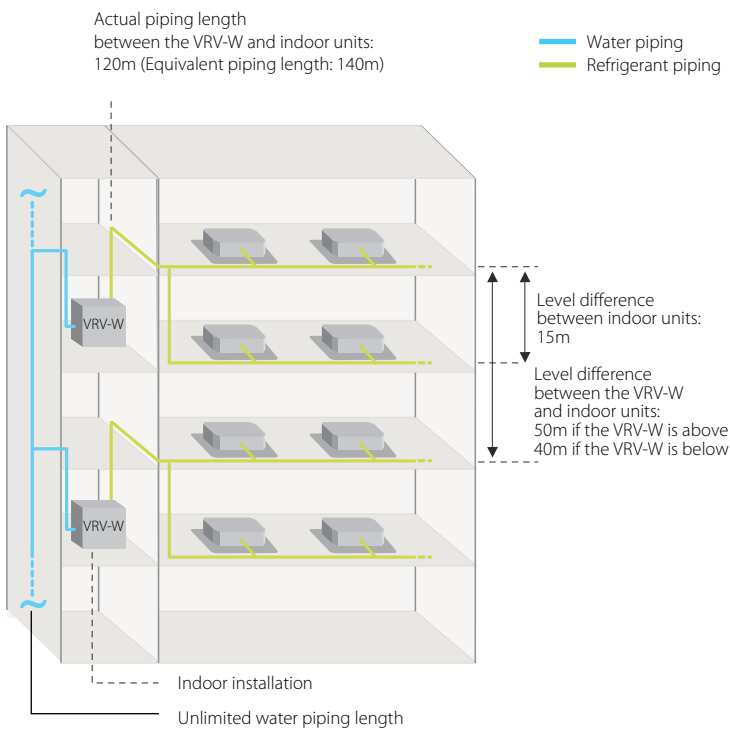 Actual piping length
between the VRV-W and indoor units:
120m (Equivalent piping length: 140m)
Water piping
Refrigerant piping
VRV-W
Level difference
between indoor units:
15m
Level difference
between the VRV-W
and indoor units:
50m if the VRV-W is above
40m if the VRV-W is below
VRV-W
Indoor installation
Unlimited water piping length